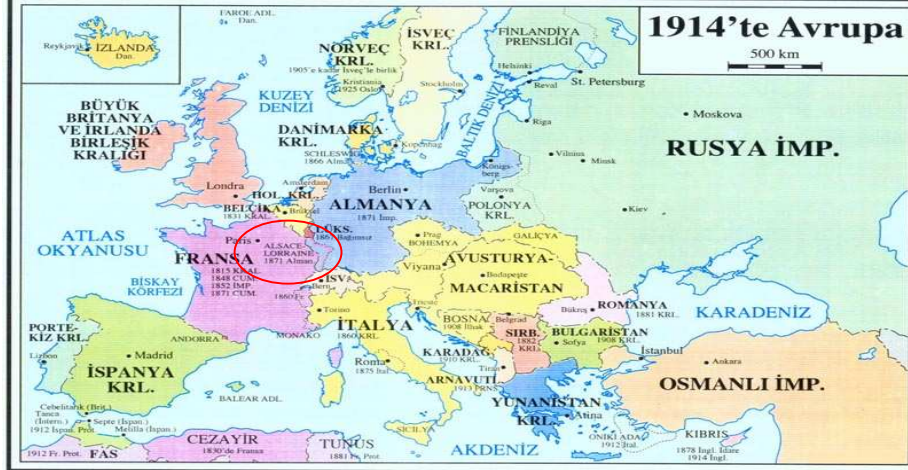 FAROE ADL.
Dan.
1914’te Avrupa
500 km
Reykjavik
İZLANDA
Dan.
NORVEÇ
KRL.
1905'e kadar İsveç'le birlik
Kristiania
1925 Oslo
İSVEÇ
KRL.
Stockholm
FİNLANDİYA
PRENSLİĞİ
Helsinki
Reval
St. Petersburg
BALTIK DENİZİ
Riga
Moskova
KUZEY
DENİZİ
BÜYÜK
BRİTANYA
VE İRLANDA
BİRLEŞİK
KRALIĞI
DANİMARKA
KRL.
Kopenhag
SCHLESWIG
1866 Alma.
RUSYA İMP.
Vilnius
Minsk
Königs-
berg
Londra
Amsterdam
HOL. KRL.
Berlin
ALMANYA
1871 İmp.
Varşova
POLONYA
KRL.
Kiev
BELÇİKA
1831 KRAL.
Brüksel
LÜKS.
1867 Bağımsız
Prag
BOHEMYA
GALİÇYA
ATLAS
OKYANUSU
Paris
ALSACE-
LORRAINE
1871 Alman.
FRANSA
1815 KRAL
1848 CUM.
1852 İMP.
1871 CUM.
BİSKAY
KÖRFEZİ
İSV.
Bern
1860 Fr.
Viyana
AVUSTURYA-
MACARİSTAN
Budapeşte
Torino
Trieste
MONAKO
İTALYA
1860 KRL.
BOSNA
1908 İlhak
Belgrad
SIRB.
1882
KRL.
ROMANYA
1881 KRL.
Bükreş
KARADENİZ
BULGARİSTAN
1908 KRL.
Sofya
PORTE-
KİZ KRL.
Lizbon
Madrid
İSPANYA
KRL.
ANDORRA
BALEAR ADL.
Roma
1875 İtal.
KARADAĞ
1910 KRL.
Tiran
ARNAVUTL.
1913 PRNS.
İstanbul
Ankara
OSMANLI İMP.
YUNANİSTAN
KRL.
Atina
Cebelitarık (Brit.)
Tanca
(İntern.)
Septe (İspan.)
Melilla (İspan.)
1912 İspan. Prot.
1912 Fr. Prot.
FAS
CEZAYİR
1830'de Fransa
TUNUS
1881 Fr. Prot.
SİCİLYA
AKDENİZ
ONİKİ ADA
1912 İtal.
KIBRIS
1878 İngl. İdare
1914 İngl.